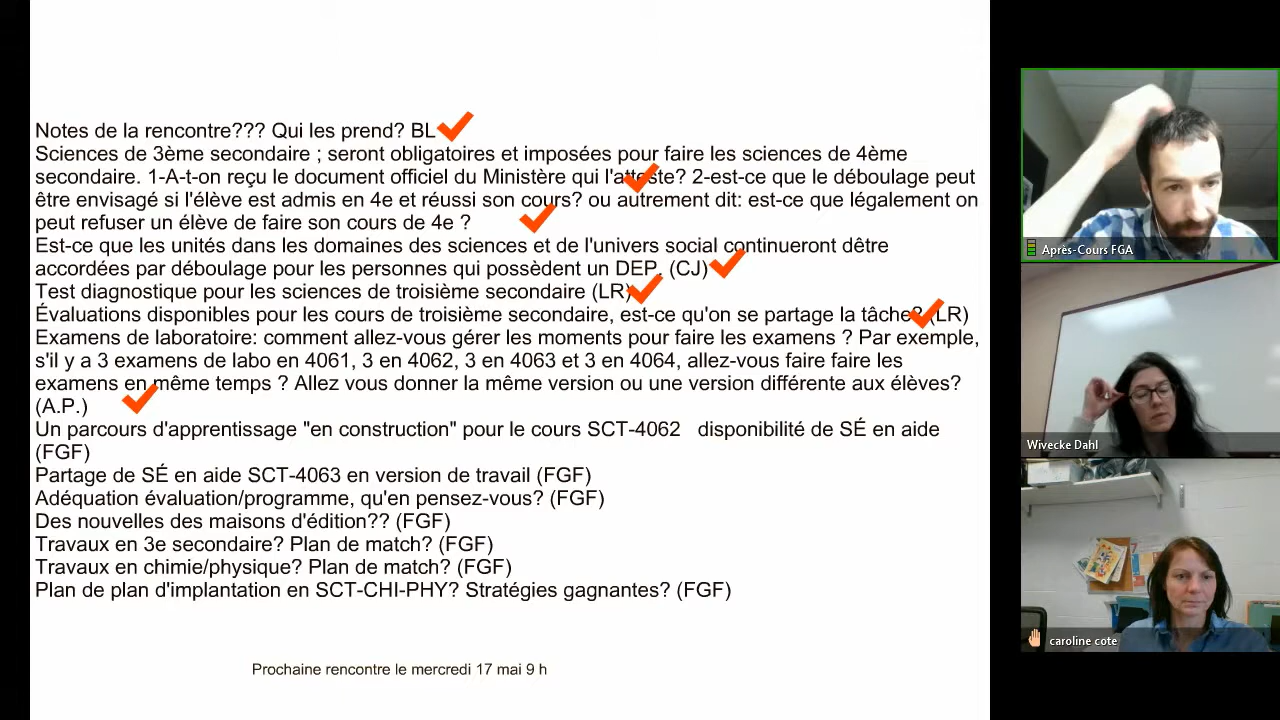 Notes de la rencontre??? Qui les prend? BL
Sciences de 3ème secondaire ; seront obligatoires et imposées pour faire les sciences de 4ème
secondaire. 1-A-t-on reçu le document officiel du Ministère qui l'atteste? 2-est-ce que le déboulage peut
être envisagé si l'élève est admis en 4e et réussi son cours? ou autrement dit: est-ce que légalement on
peut refuser un élève de faire son cours de 4e ?
Est-ce que les unités dans les domaines des sciences et de l'univers social continueront dêtre
accordées par déboulage pour les personnes qui possèdent un DEP. (CJ)
Test diagnostique pour les sciences de troisième secondaire (LR)
Évaluations disponibles pour les cours de troisième secondaire, est-ce qu'on se partage la tâche? (LR)
Examens de laboratoire: comment allez-vous gérer les moments pour faire les examens ? Par exemple,
s'il y a 3 examens de labo en 4061, 3 en 4062, 3 en 4063 et 3 en 4064, allez-vous faire faire les
examens en même temps ? Allez vous donner la même version ou une version différente aux élèves?
(A.P.)
Un parcours d'apprentissage "en construction" pour le cours SCT-4062 disponibilité de SÉ en aide
(FGF)
Partage de SÉ en aide SCT-4063 en version de travail (FGF)
Adéquation évaluation/programme, qu'en pensez-vous? (FGF)
Des nouvelles des maisons d'édition?? (FGF)
Travaux en 3e secondaire? Plan de match? (FGF)
Travaux en chimie/physique? Plan de match? (FGF)
Plan de plan d'implantation en SCT-CHI-PHY? Stratégies gagnantes? (FGF)
Prochaine rencontre le mercredi 17 mai 9 h
Après-Cours FGA
Wivecke Dahl
caroline cote